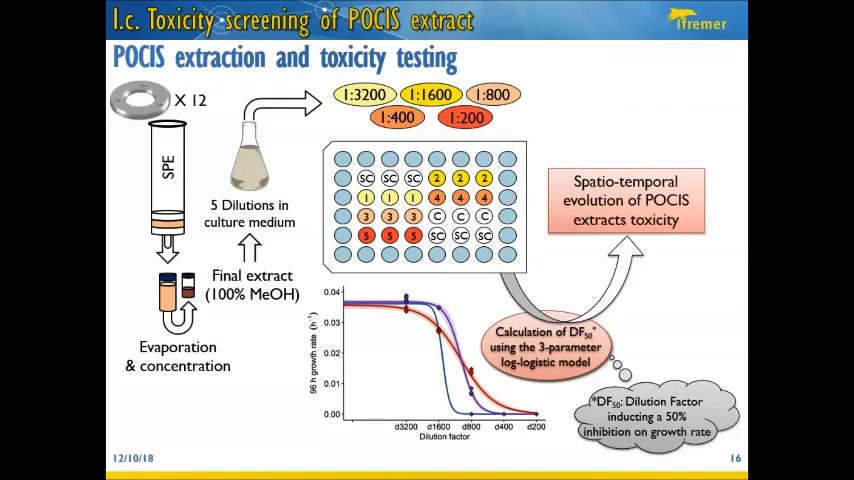 I.c. Toxicity screening of POCIS extract
ifremer
POCIS extraction and toxicity testing
X 12
1:3200
1:1600
1:800
1:400
1:200
SPE
5 Dilutions in
culture medium
SC SC SC 2 2 2
1 1 1 4 4 4
3 3 3 C C C
5 5 5 SC SC SC
Spatio-temporal
evolution of POCIS
extracts toxicity
Final extract
(100% MeOH)
Evaporation
& concentration
96 h growth rate (h⁻¹)
0.04
0.03
0.02
0.01
0.00
d3200 d1600 d800 d400 d200
Dilution factor
Calculation of DF₅₀*
using the 3-parameter
log-logistic model
*DF₅₀: Dilution Factor
inducting a 50%
inhibition on growth rate
12/10/18
16